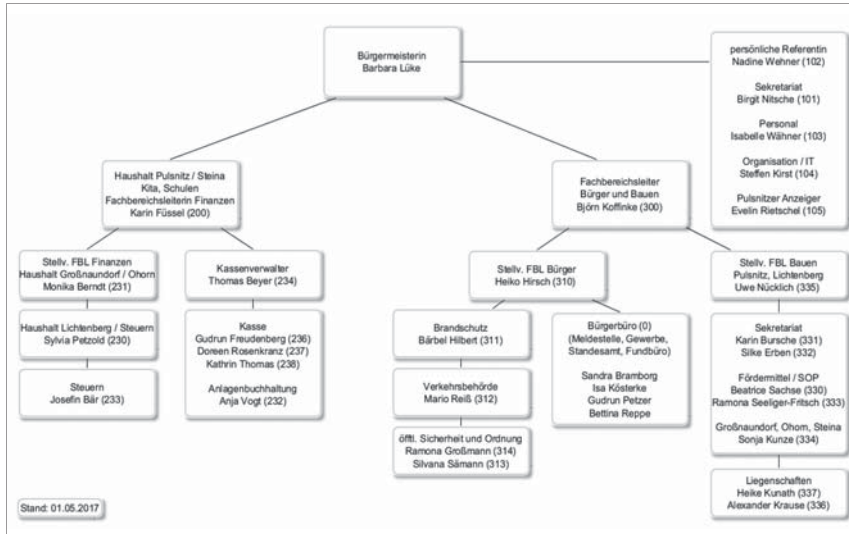 Bürgermeisterin
Barbara Lüke
persönliche Referentin
Nadine Wehner (102)
Sekretariat
Birgit Nitsche (101)
Personal
Isabelle Wähner (103)
Organisation / IT
Steffen Kirst (104)
Pulsnitzer Anzeiger
Evelin Rietschel (105)
Haushalt Pulsnitz / Steina
Kita, Schulen
Fachbereichsleiterin Finanzen
Karin Füssel (200)
Fachbereichsleiter
Bürger und Bauen
Björn Koffinke (300)
Stellv. FBL Finanzen
Haushalt Großnaundorf / Ohorn
Monika Berndt (231)
Kassenverwalter
Thomas Beyer (234)
Stellv. FBL Bürger
Heiko Hirsch (310)
Stellv. FBL Bauen
Pulsnitz, Lichtenberg
Uwe Nücklich (335)
Haushalt Lichtenberg / Steuern
Sylvia Petzold (230)
Steuern
Josefin Bär (233)
Kasse
Gudrun Freudenberg (236)
Doreen Rosenkranz (237)
Kathrin Thomas (238)
Anlagenbuchhaltung
Anja Vogt (232)
Brandschutz
Bärbel Hilbert (311)
Verkehrsbehörde
Mario Reiß (312)
öfftl. Sicherheit und Ordnung
Ramona Großmann (314)
Silvana Sämann (313)
Bürgerbüro (0)
(Meldestelle, Gewerbe,
Standesamt, Fundbüro)
Sandra Bramborg
Isa Kösterke
Gudrun Petzer
Bettina Reppe
Sekretariat
Karin Bursche (331)
Silke Erben (332)
Fördermittel / SOP
Beatrice Sachse (330)
Ramona Seeliger-Fritsch (333)
Großnaundorf, Ohorn, Steina
Sonja Kunze (334)
Liegenschaften
Heike Kunath (337)
Alexander Krause (336)
Stand: 01.05.2017